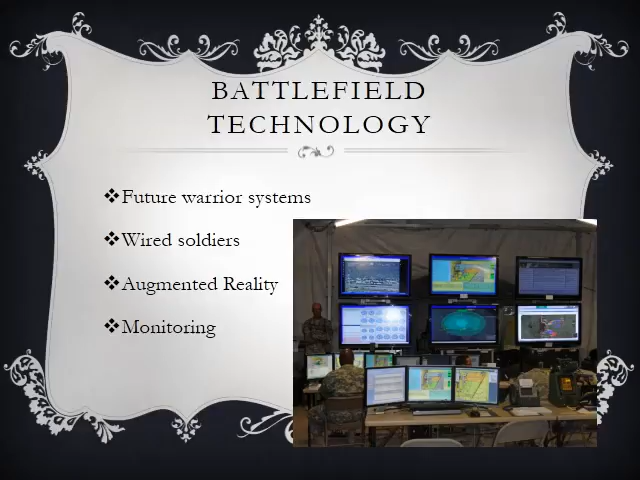 BATTLEFIELD
TECHNOLOGY
❖Future warrior systems
❖Wired soldiers
❖Augmented Reality
❖Monitoring